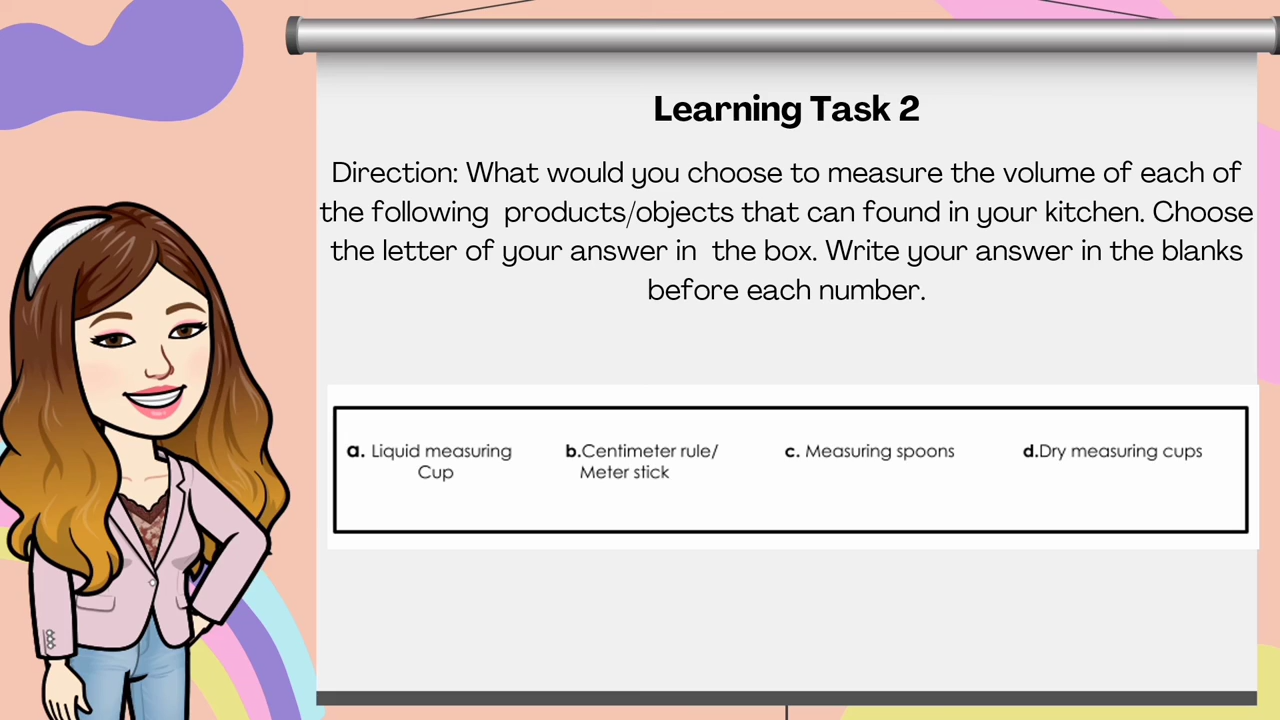 Learning Task 2
Direction: What would you choose to measure the volume of each of
the following products/objects that can found in your kitchen. Choose
the letter of your answer in the box. Write your answer in the blanks
before each number.
a. Liquid measuring
Cup
b.Centimeter rule/
Meter stick
c. Measuring spoons
d.Dry measuring cups